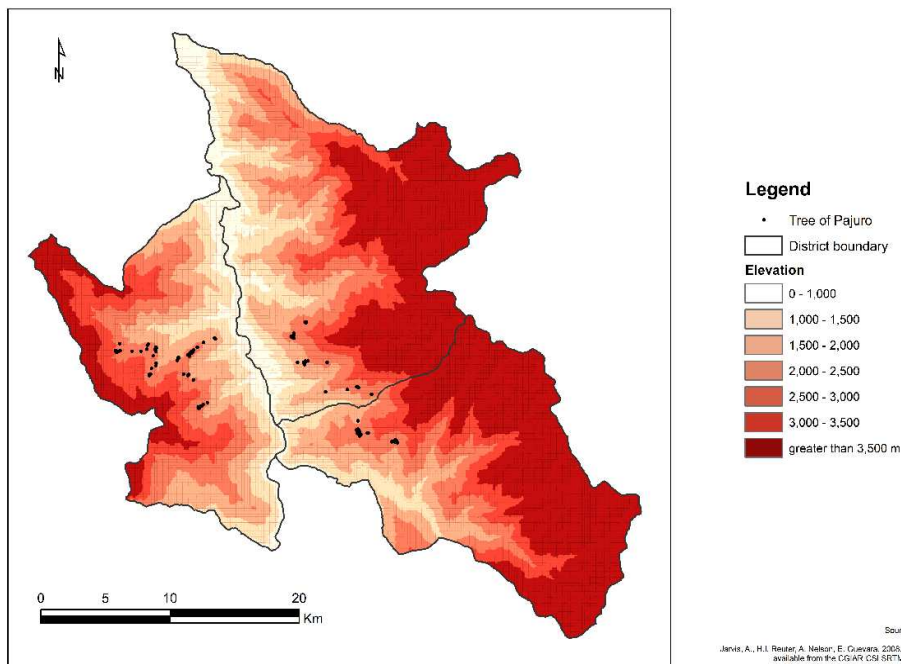 N
Legend
Tree of Pajuro
District boundary
Elevation
0 - 1,000
1,000 - 1,500
1,500 - 2,000
2,000 - 2,500
2,500 - 3,000
3,000 - 3,500
greater than 3,500 m
0 5 10 20
Km
Sour
Jarvis, A., H.I. Reuter, A. Nelson, E. Guevara, 2008.
available from the CGIAR CSI SRTM